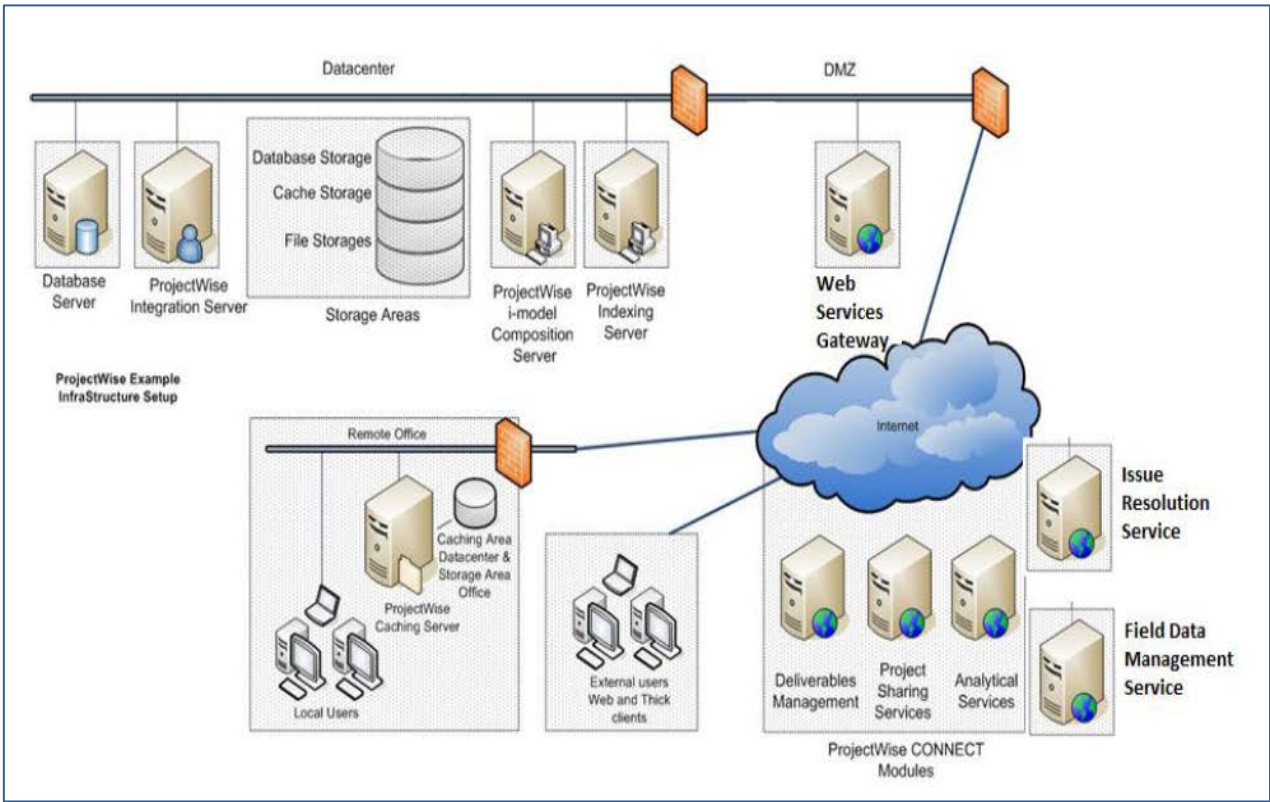 Datacenter
DMZ
Database Storage
Cache Storage
File Storages
Database
Server
ProjectWise
Integration Server
Storage Areas
ProjectWise
i-model
Composition
Server
ProjectWise
Indexing
Server
Web
Services
Gateway
ProjectWise Example
InfraStructure Setup
Internet
Remote Office
Caching Area
Datacenter &
Storage Area
Office
ProjectWise
Caching Server
Local Users
External users
Web and Thick
clients
Issue
Resolution
Service
Deliverables
Management
Project
Sharing
Services
Analytical
Services
Field Data
Management
Service
ProjectWise CONNECT
Modules